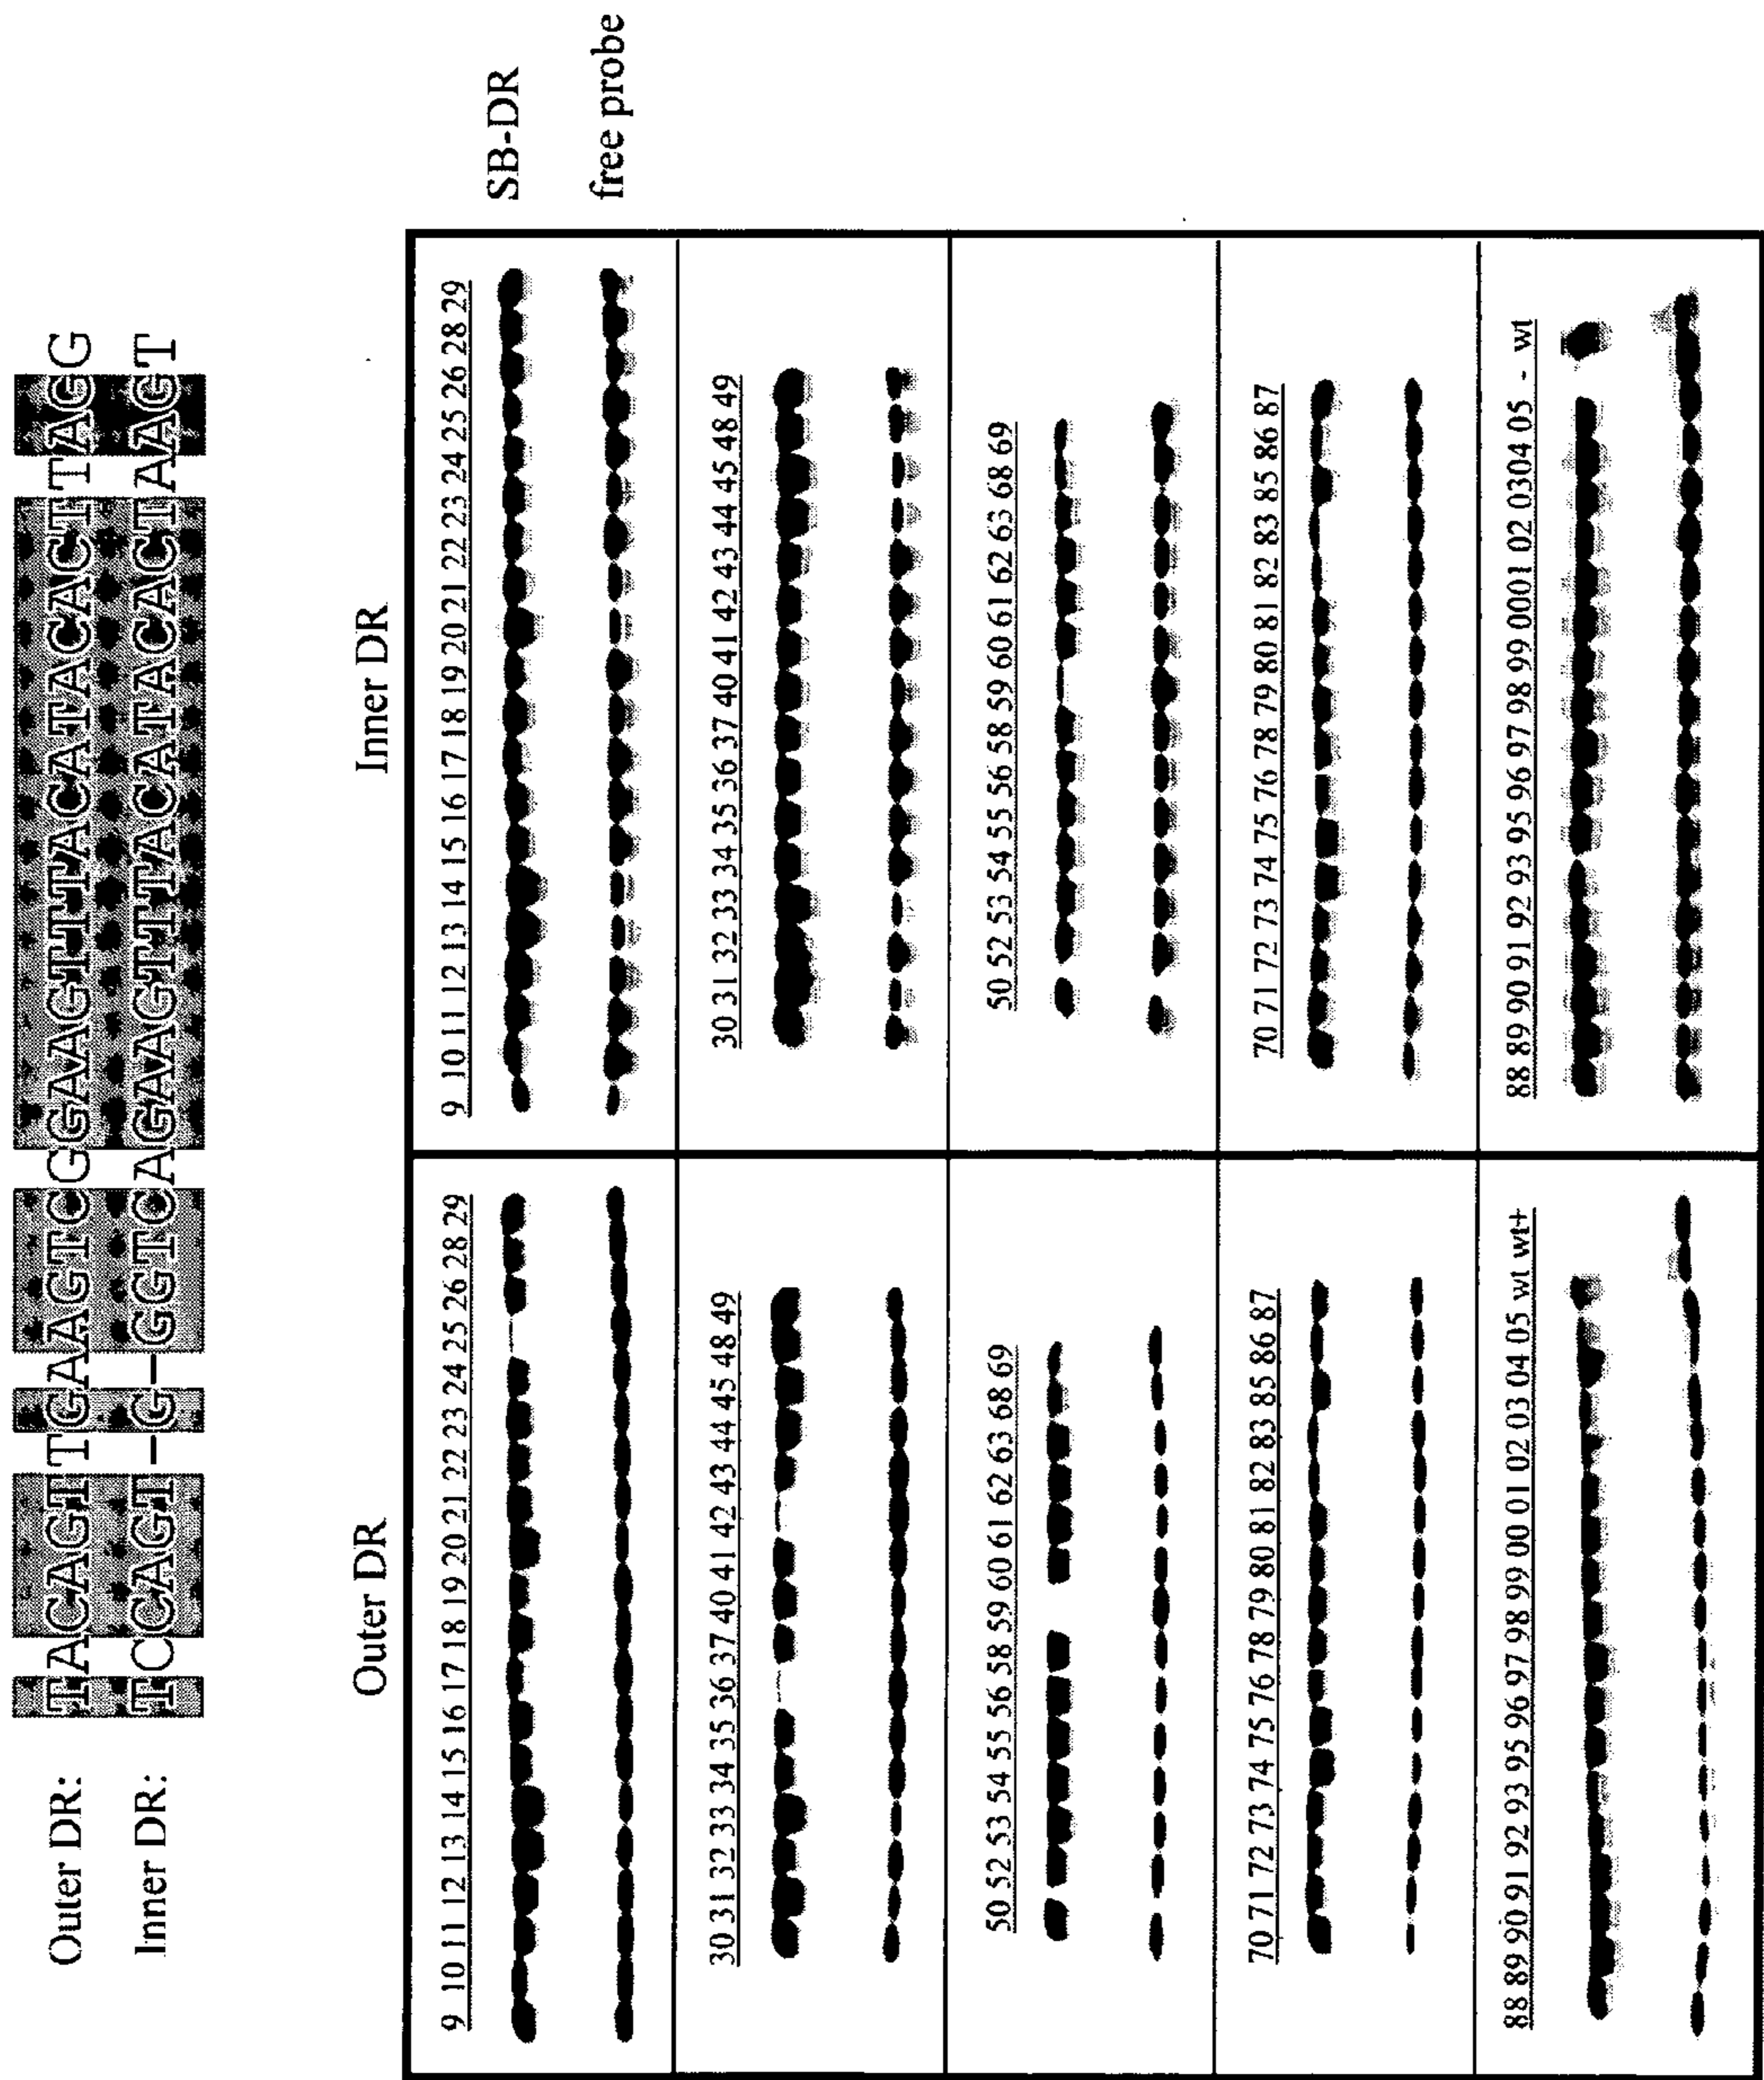 Outer DR: TACAGTTGAAGTCGGAAGTTTACATACACTTAGG
Inner DR: TCCAGT–G–GGTCAGAAGTTTACATACACTAAGT
Outer DR
Inner DR
9 10 11 12 13 14 15 16 17 18 19 20 21 22 23 24 25 26 28 29
9 10 11 12 13 14 15 16 17 18 19 20 21 22 23 24 25 26 28 29
SB-DR
free probe
30 31 32 33 34 35 36 37 40 41 42 43 44 45 48 49
30 31 32 33 34 35 36 37 40 41 42 43 44 45 48 49
50 52 53 54 55 56 58 59 60 61 62 63 68 69
50 52 53 54 55 56 58 59 60 61 62 63 68 69
70 71 72 73 74 75 76 78 79 80 81 82 83 85 86 87
70 71 72 73 74 75 76 78 79 80 81 82 83 85 86 87
88 89 90 91 92 93 95 96 97 98 99 00 01 02 03 04 05 wt wt+
88 89 90 91 92 93 95 96 97 98 99 0001 02 0304 05 - wt